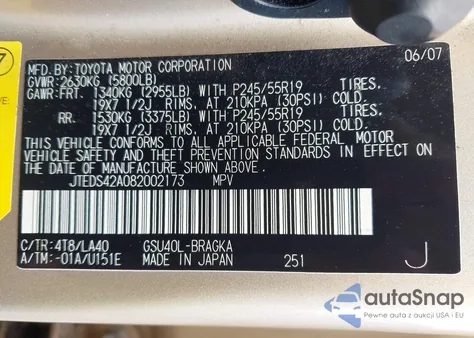 7
E:
MFD.BY:TOYOTA MOTOR CORPORATION 06/07
GVWR:2630KG (5800LB)
GAWR:FRT. 1340KG (2955LB) WITH P245/55R19 TIRES,
19X7 1/2J RIMS, AT 210KPA (30PSI) COLD.
RR. 1530KG (3375LB) WITH P245/55R19 TIRES,
19X7 1/2J RIMS, AT 210KPA (30PSI) COLD.
THIS VEHICLE CONFORMS TO ALL APPLICABLE FEDERAL MOTOR
VEHICLE SAFETY AND THEFT PREVENTION STANDARDS IN EFFECT ON
THE DATE OF MANUFACTURE SHOWN ABOVE.
JTEDS42A082002173 MPV
C/TR:4T8/LA40 GSU40L-BRAGKA
A/TM:-01A/U151E MADE IN JAPAN 251 J
autoSnap
Pewne auta z USA i EU